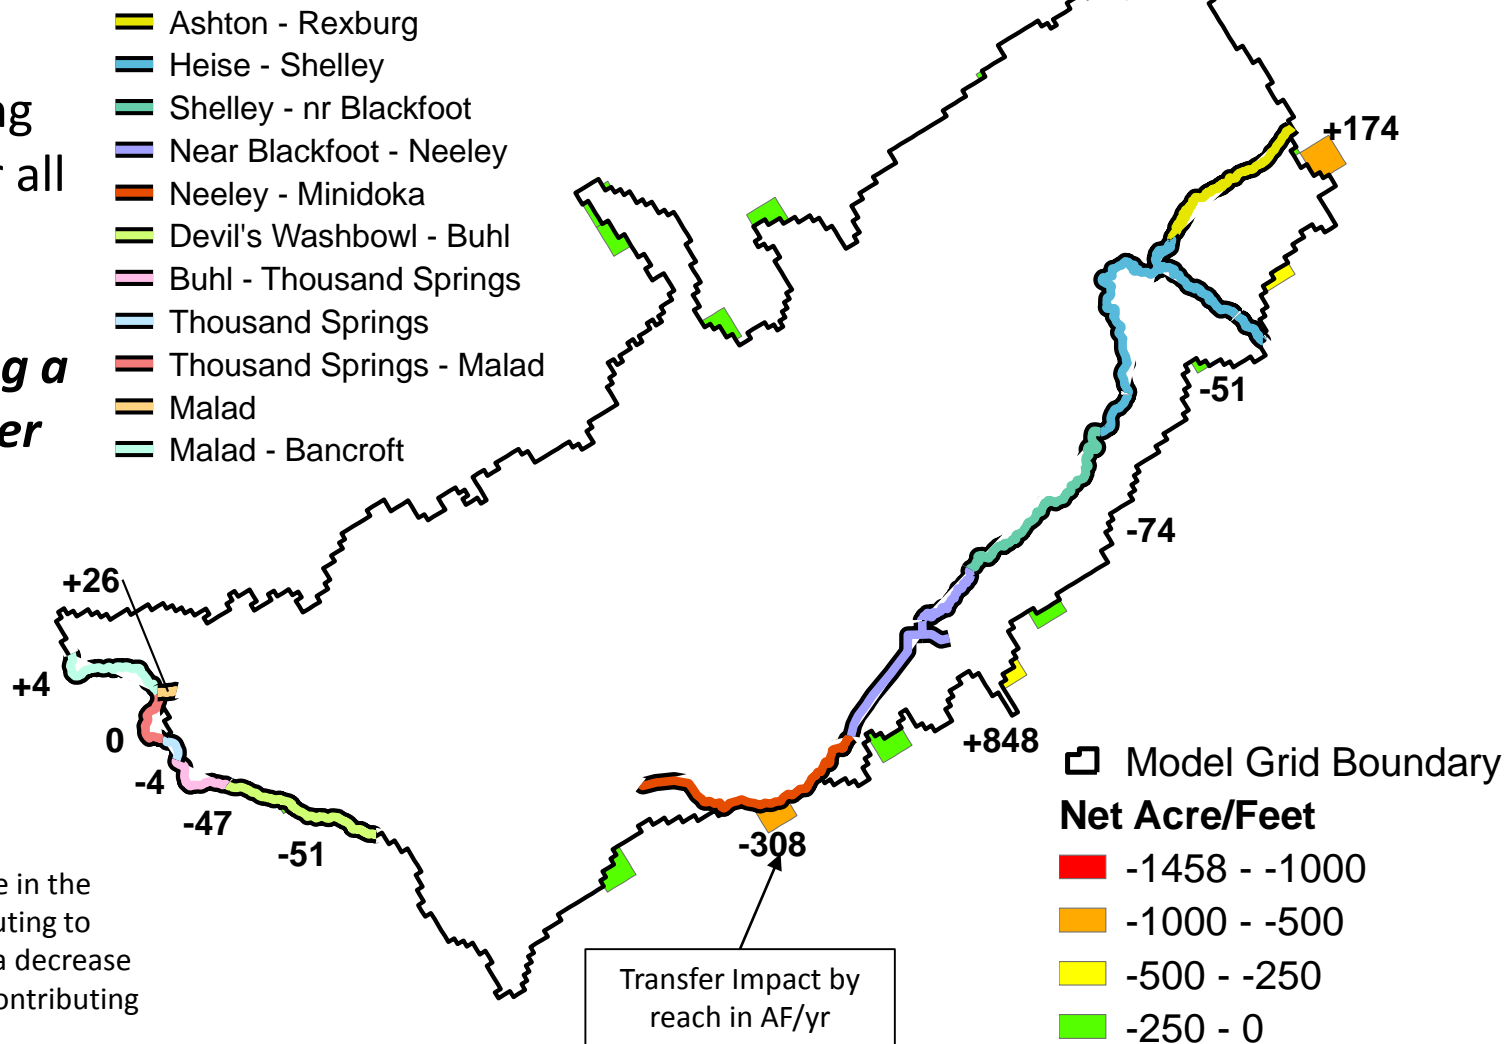 Ashton - Rexburg
Heise - Shelley
Shelley - nr Blackfoot
Near Blackfoot - Neeley
Neeley - Minidoka
Devil's Washbowl - Buhl
Buhl - Thousand Springs
Thousand Springs
Thousand Springs - Malad
Malad
Malad - Bancroft
all
g a
er
+174
-51
-74
+26
+4
0
-4
-47
-51
+848
-308
e in the
uting to
a decrease
ontributing
Transfer Impact by
reach in AF/yr
Model Grid Boundary
Net Acre/Feet
-1458 - -1000
-1000 - -500
-500 - -250
-250 - 0